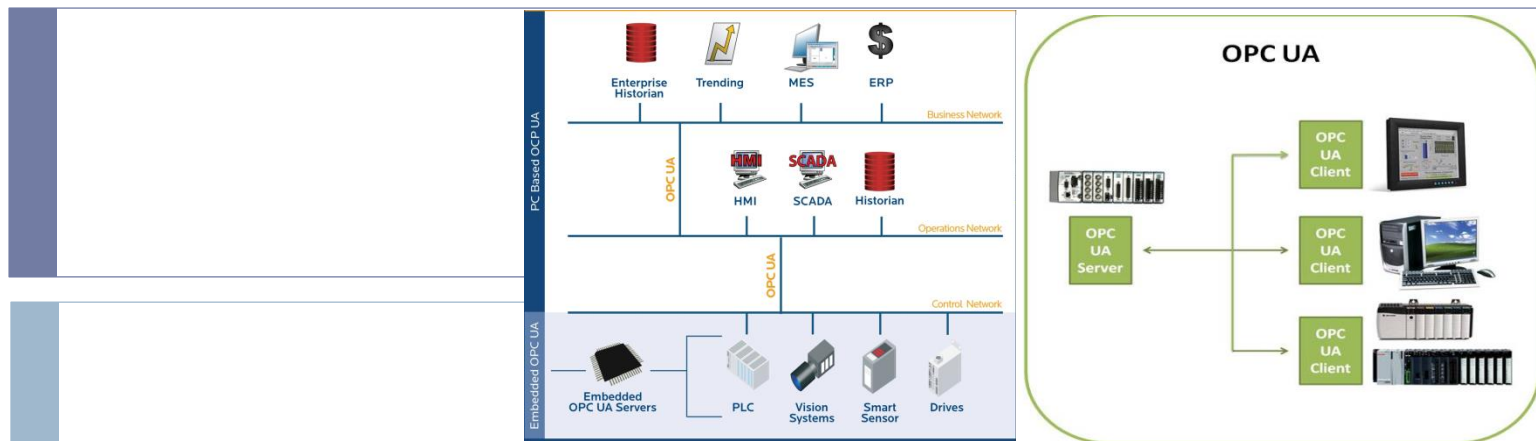 PC Based OCP UA
Enterprise
Historian
Trending
MES
ERP
Business Network
OPC UA
HMI
SCADA
HMI
SCADA
Historian
Operations Network
OPC UA
Control Network
Embedded OPC UA
Embedded
OPC UA Servers
PLC
Vision
Systems
Smart
Sensor
Drives
OPC UA
OPC
UA
Client
OPC
UA
Server
OPC
UA
Client
OPC
UA
Client